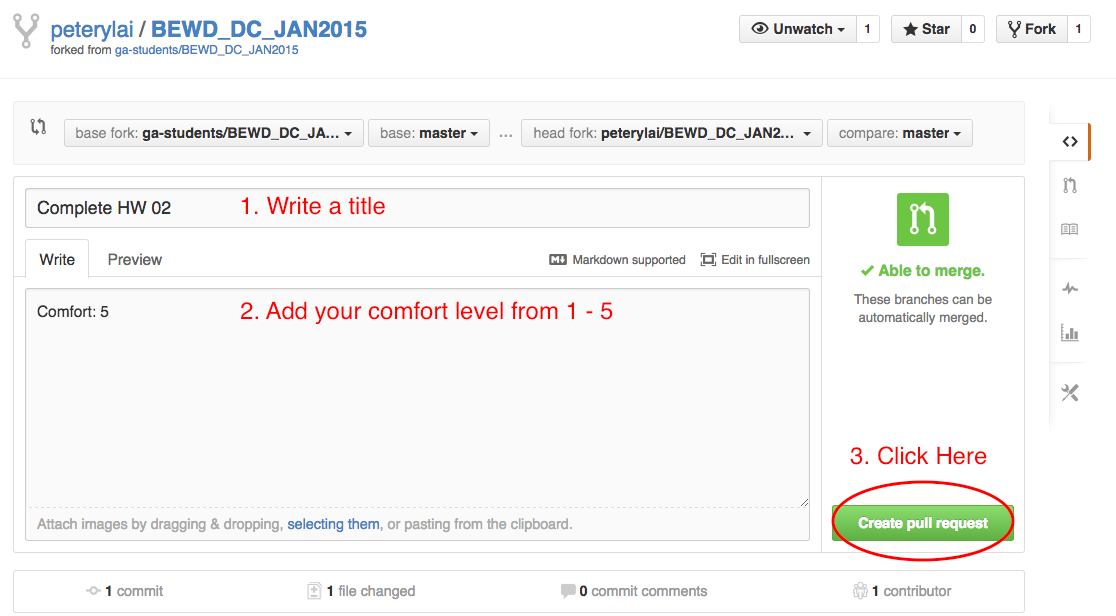 peterylai / BEWD_DC_JAN2015
forked from ga-students/BEWD_DC_JAN2015
Unwatch 1 Star 0 Fork 1
base fork: ga-students/BEWD_DC_JA... base: master ... head fork: peterylai/BEWD_DC_JAN2... compare: master
Complete HW 02 1. Write a title
Write Preview Markdown supported Edit in fullscreen
Comfort: 5 2. Add your comfort level from 1 - 5
Able to merge.
These branches can be
automatically merged.
3. Click Here
Create pull request
Attach images by dragging & dropping, selecting them, or pasting from the clipboard.
1 commit 1 file changed 0 commit comments 1 contributor